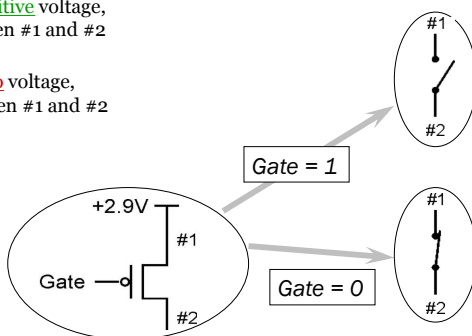 voltage,
en #1 and #2
voltage,
en #1 and #2
#1
#2
Gate = 1
+2.9V
#1
Gate
#2
#1
Gate = 0
#2